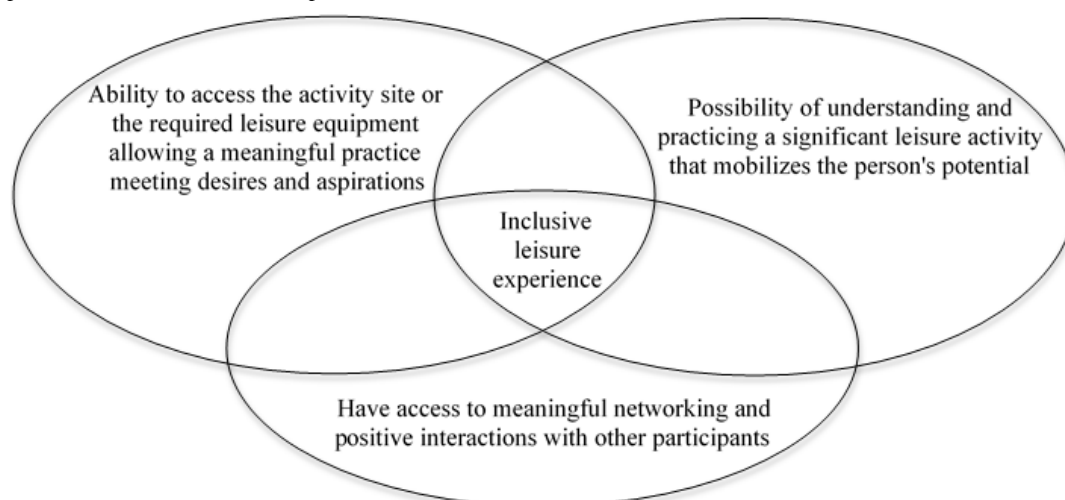 Ability to access the activity site or
the required leisure equipment
allowing a meaningful practice
meeting desires and aspirations
Possibility of understanding and
practicing a significant leisure activity
that mobilizes the person's potential
Inclusive
leisure
experience
Have access to meaningful networking and
positive interactions with other participants